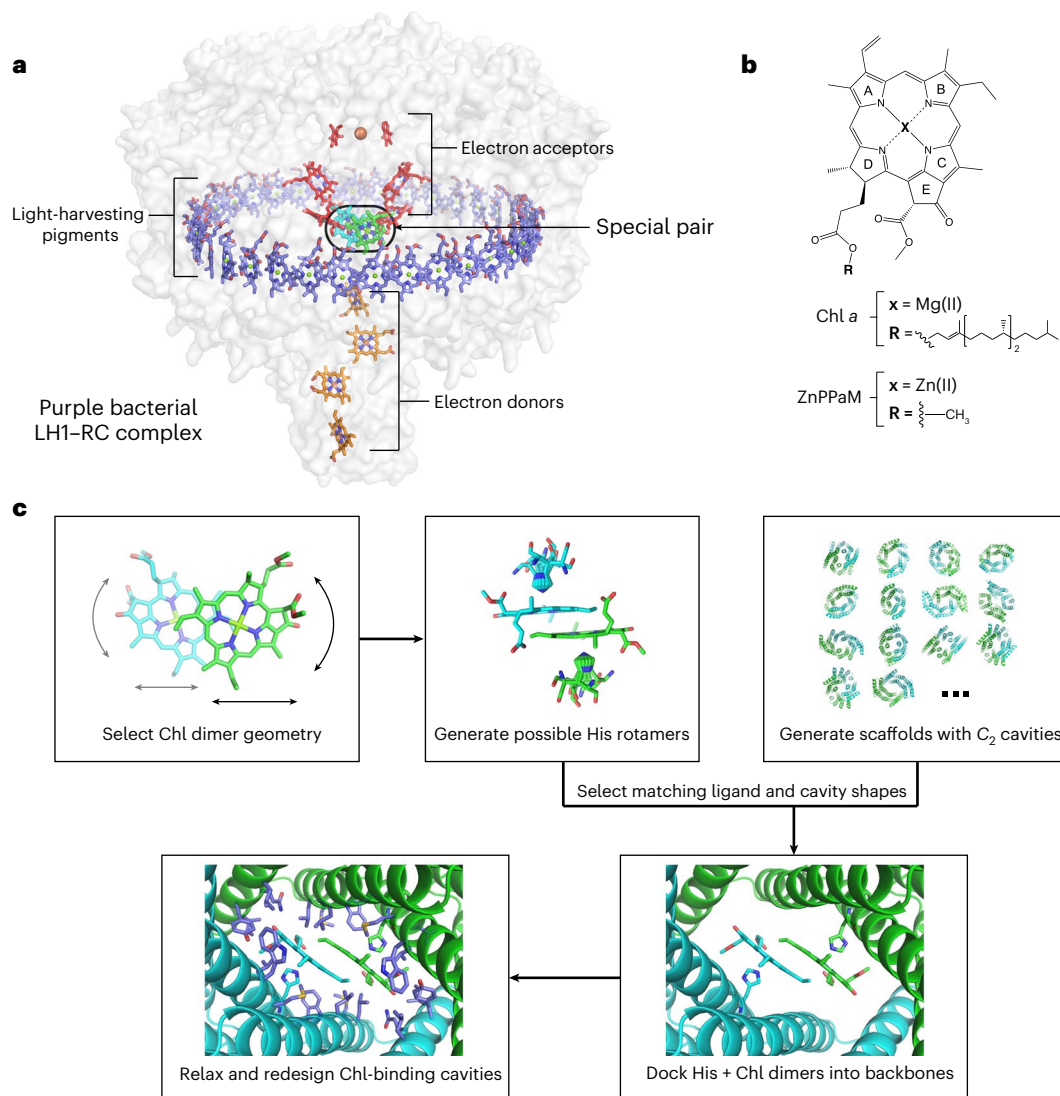 a
Electron acceptors
Light-harvesting
pigments
Special pair
Electron donors
Purple bacterial
LH1–RC complex
b
A
B
N
N
X
N
N
D
C
E
O
O
O
O
O
R
Chl a
x = Mg(II)
R =
2
ZnPPaM
x = Zn(II)
R =
CH3
c
Select Chl dimer geometry
Generate possible His rotamers
Generate scaffolds with C2 cavities
Select matching ligand and cavity shapes
Relax and redesign Chl-binding cavities
Dock His + Chl dimers into backbones